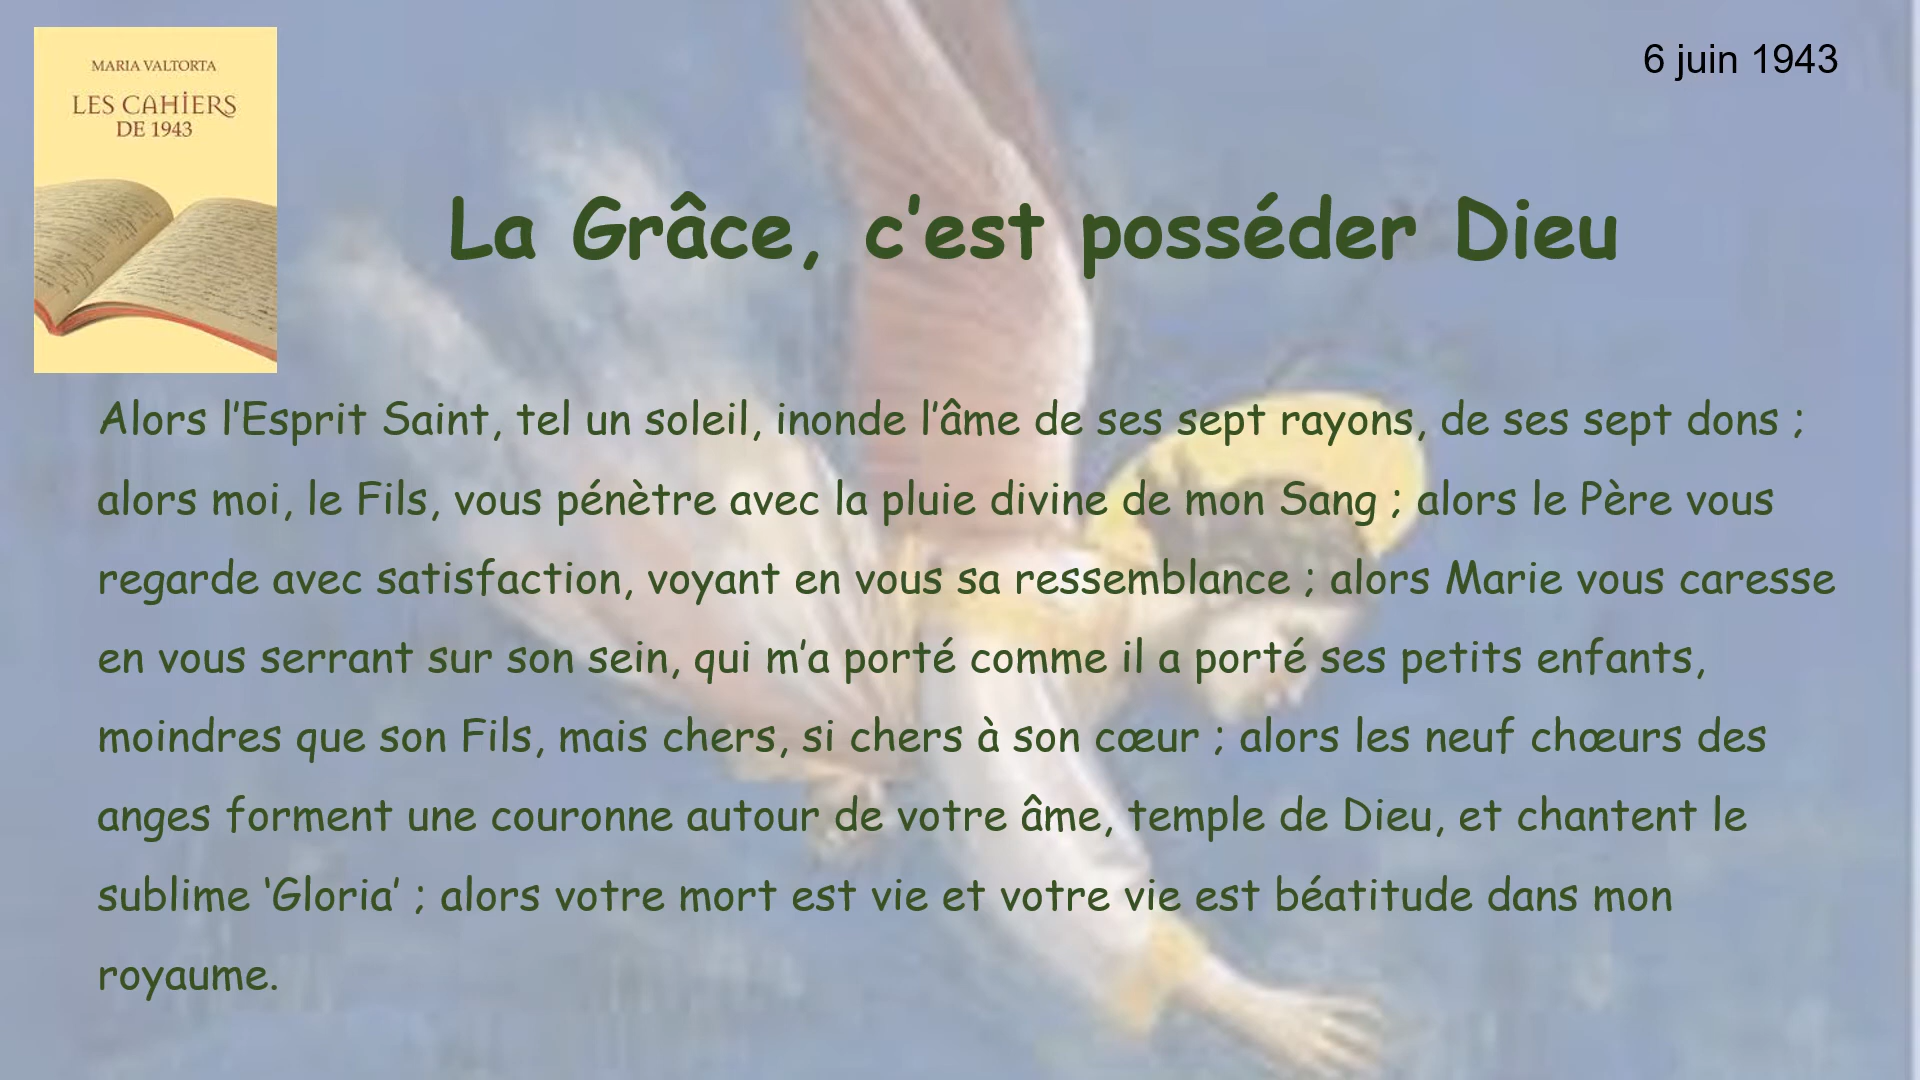 MARIA VALTORTA
LES CAHIERS
DE 1943
6 juin 1943
La Grâce, c’est posséder Dieu
Alors l’Esprit Saint, tel un soleil, inonde l’âme de ses sept rayons, de ses sept dons ;
alors moi, le Fils, vous pénètre avec la pluie divine de mon Sang ; alors le Père vous
regarde avec satisfaction, voyant en vous sa ressemblance ; alors Marie vous caresse
en vous serrant sur son sein, qui m’a porté comme il a porté ses petits enfants,
moindres que son Fils, mais chers, si chers à son cœur ; alors les neuf chœurs des
anges forment une couronne autour de votre âme, temple de Dieu, et chantent le
sublime ‘Gloria’ ; alors votre mort est vie et votre vie est béatitude dans mon
royaume.